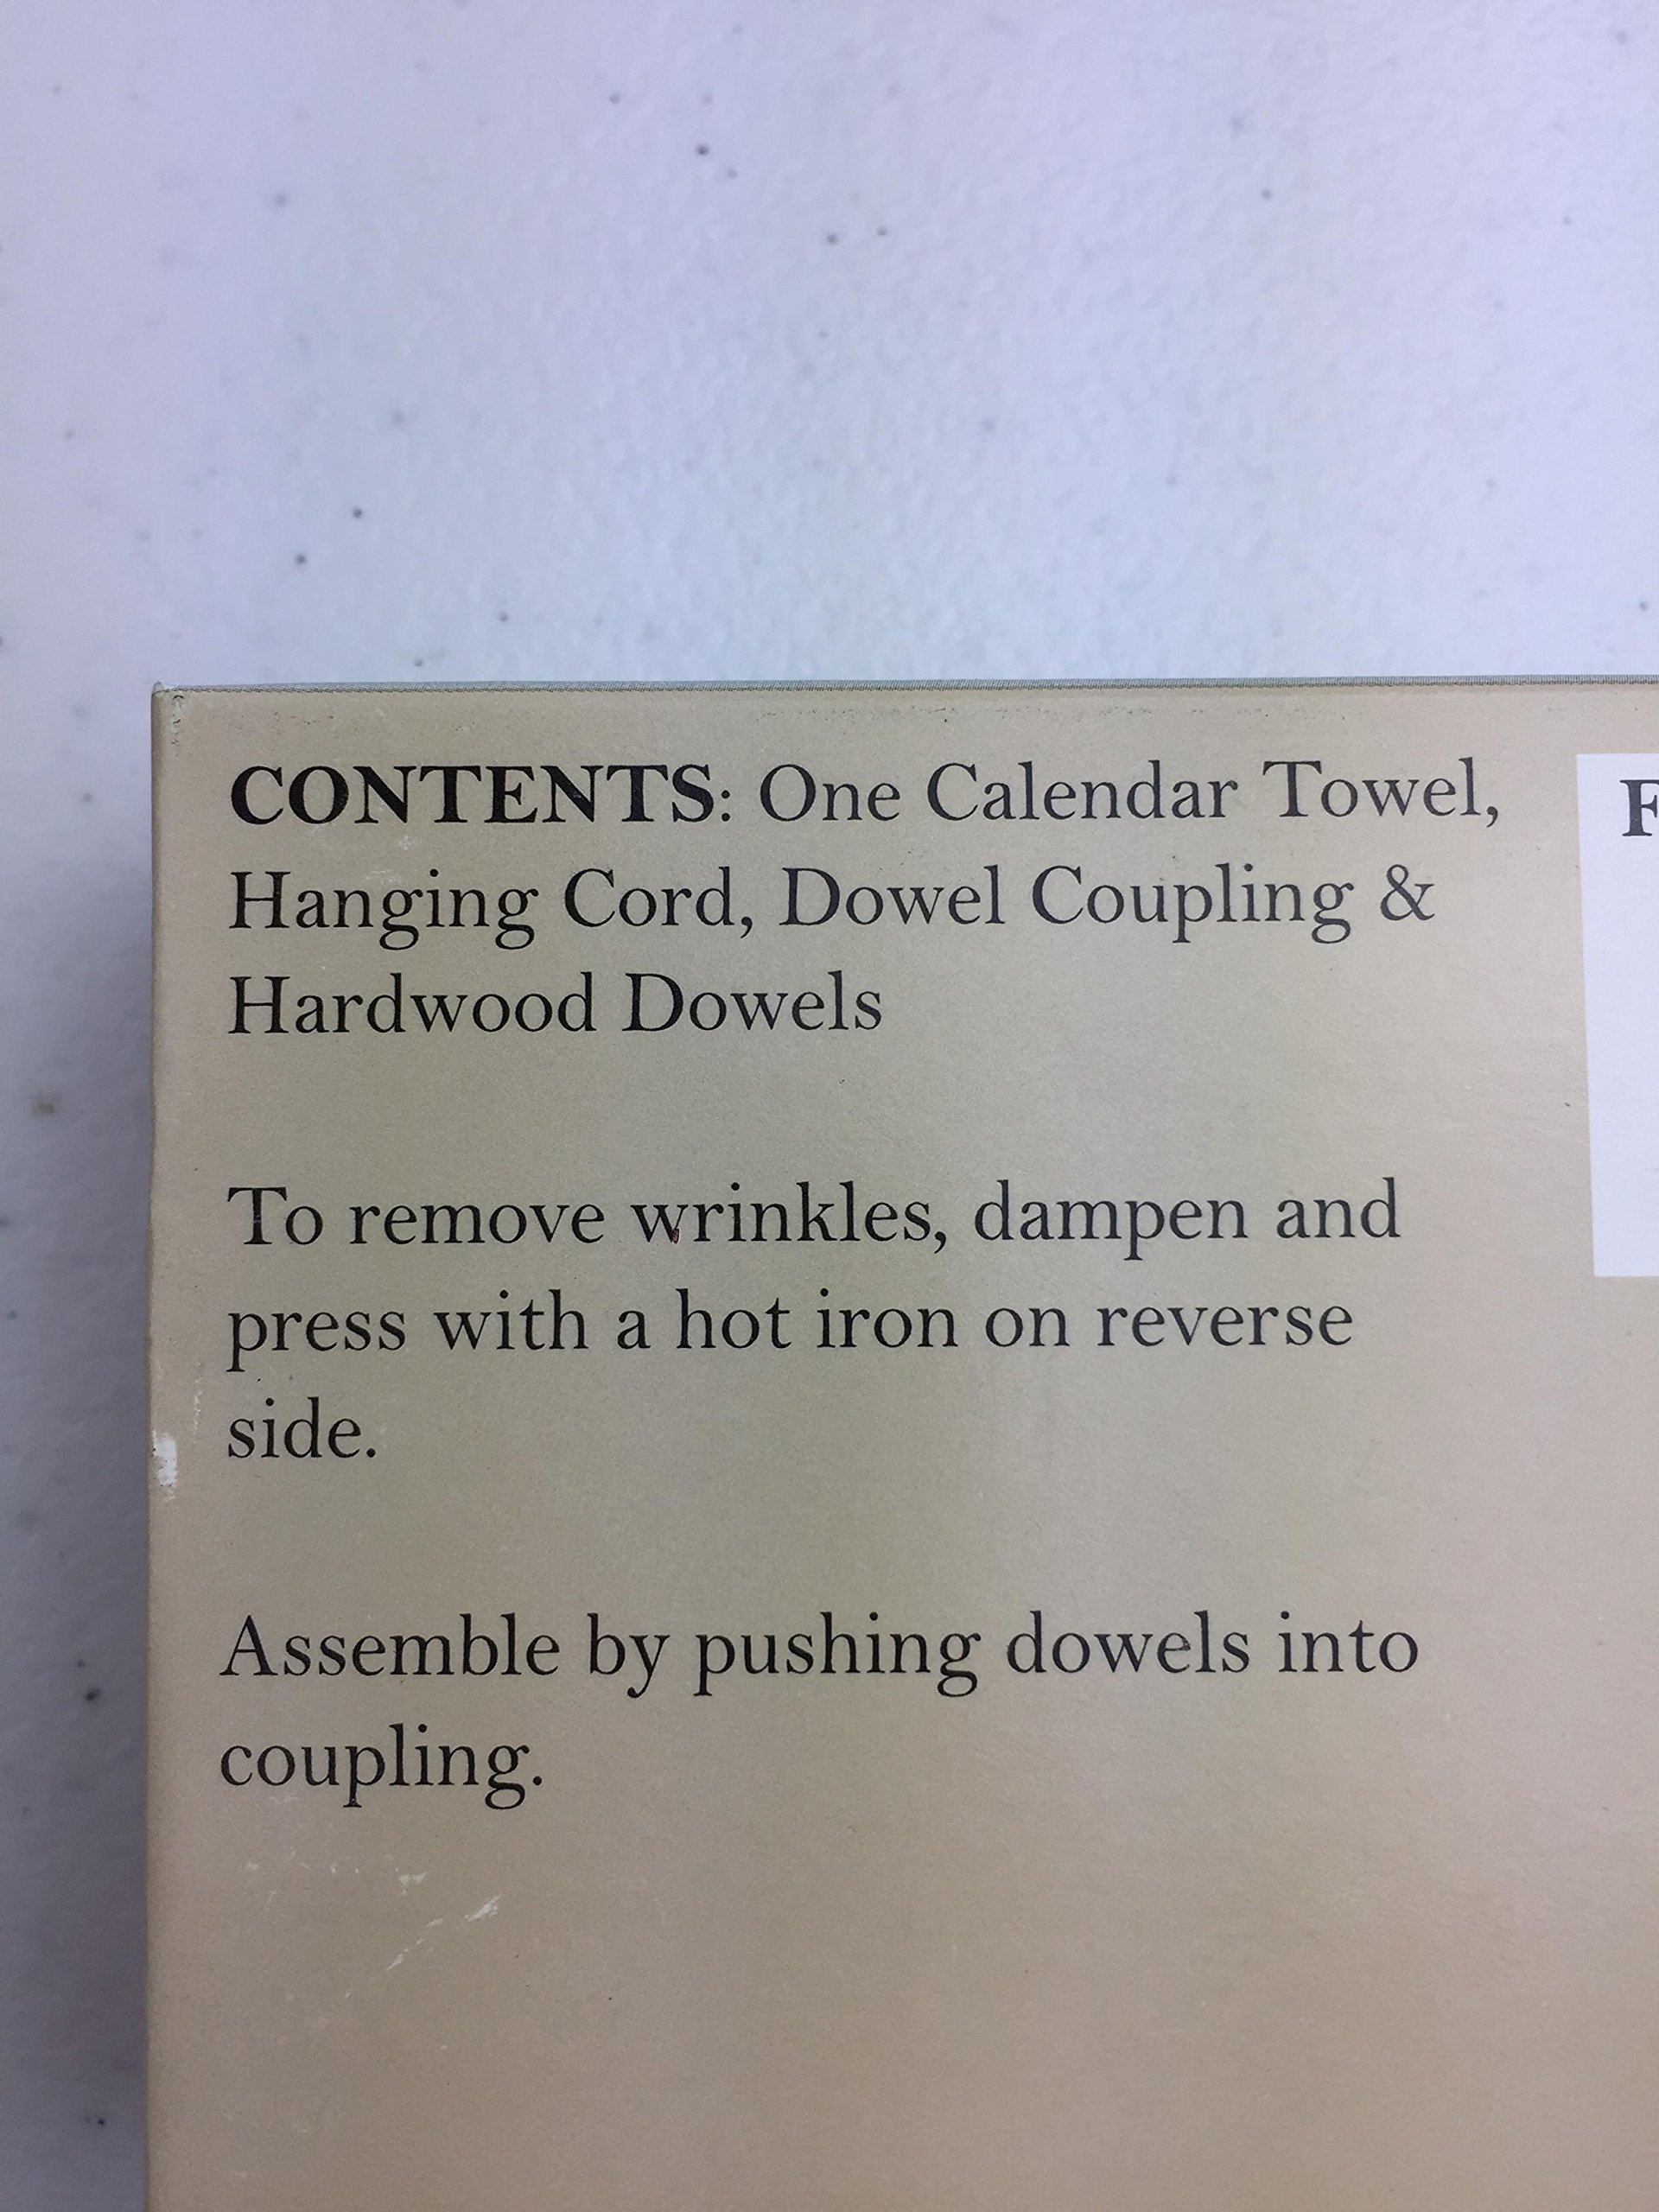 CONTENTS: One Calendar Towel,
Hanging Cord, Dowel Coupling &
Hardwood Dowels
To remove wrinkles, dampen and
press with a hot iron on reverse
side.
Assemble by pushing dowels into
coupling.